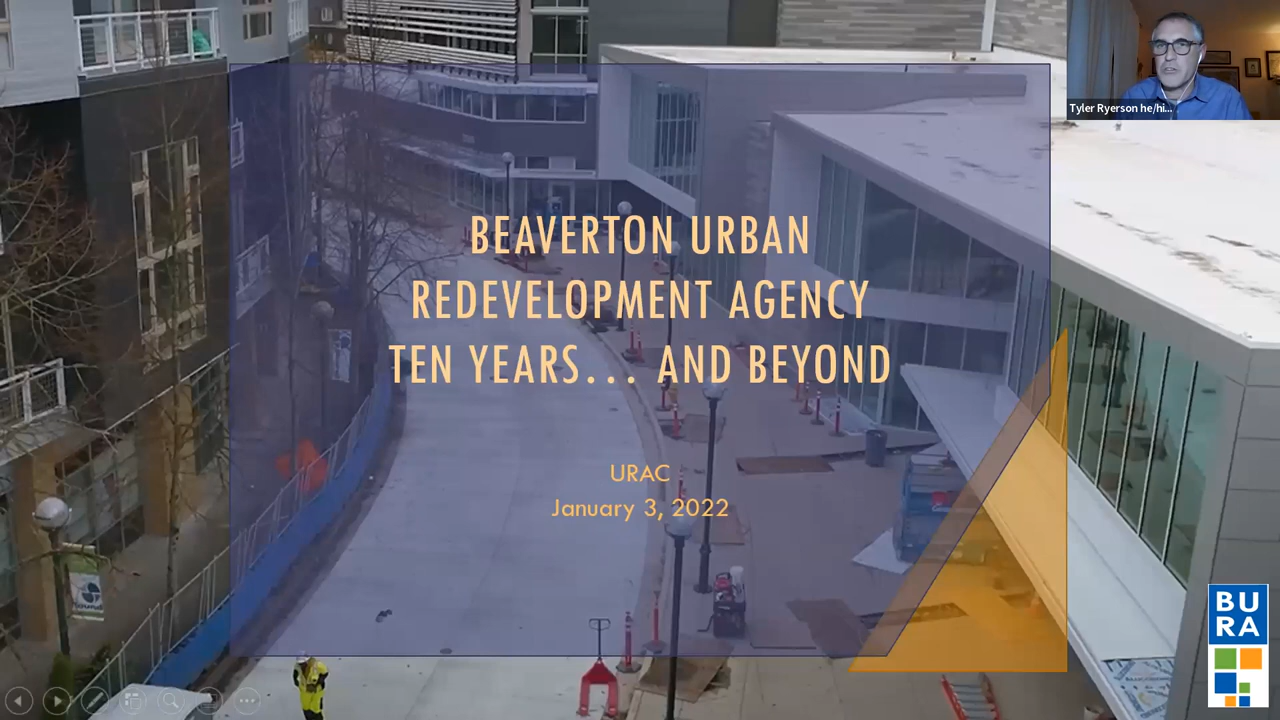 Tyler Ryerson he/hi...
BEAVERTON URBAN
REDEVELOPMENT AGENCY
TEN YEARS... AND BEYOND
URAC
January 3, 2022
BU
RA